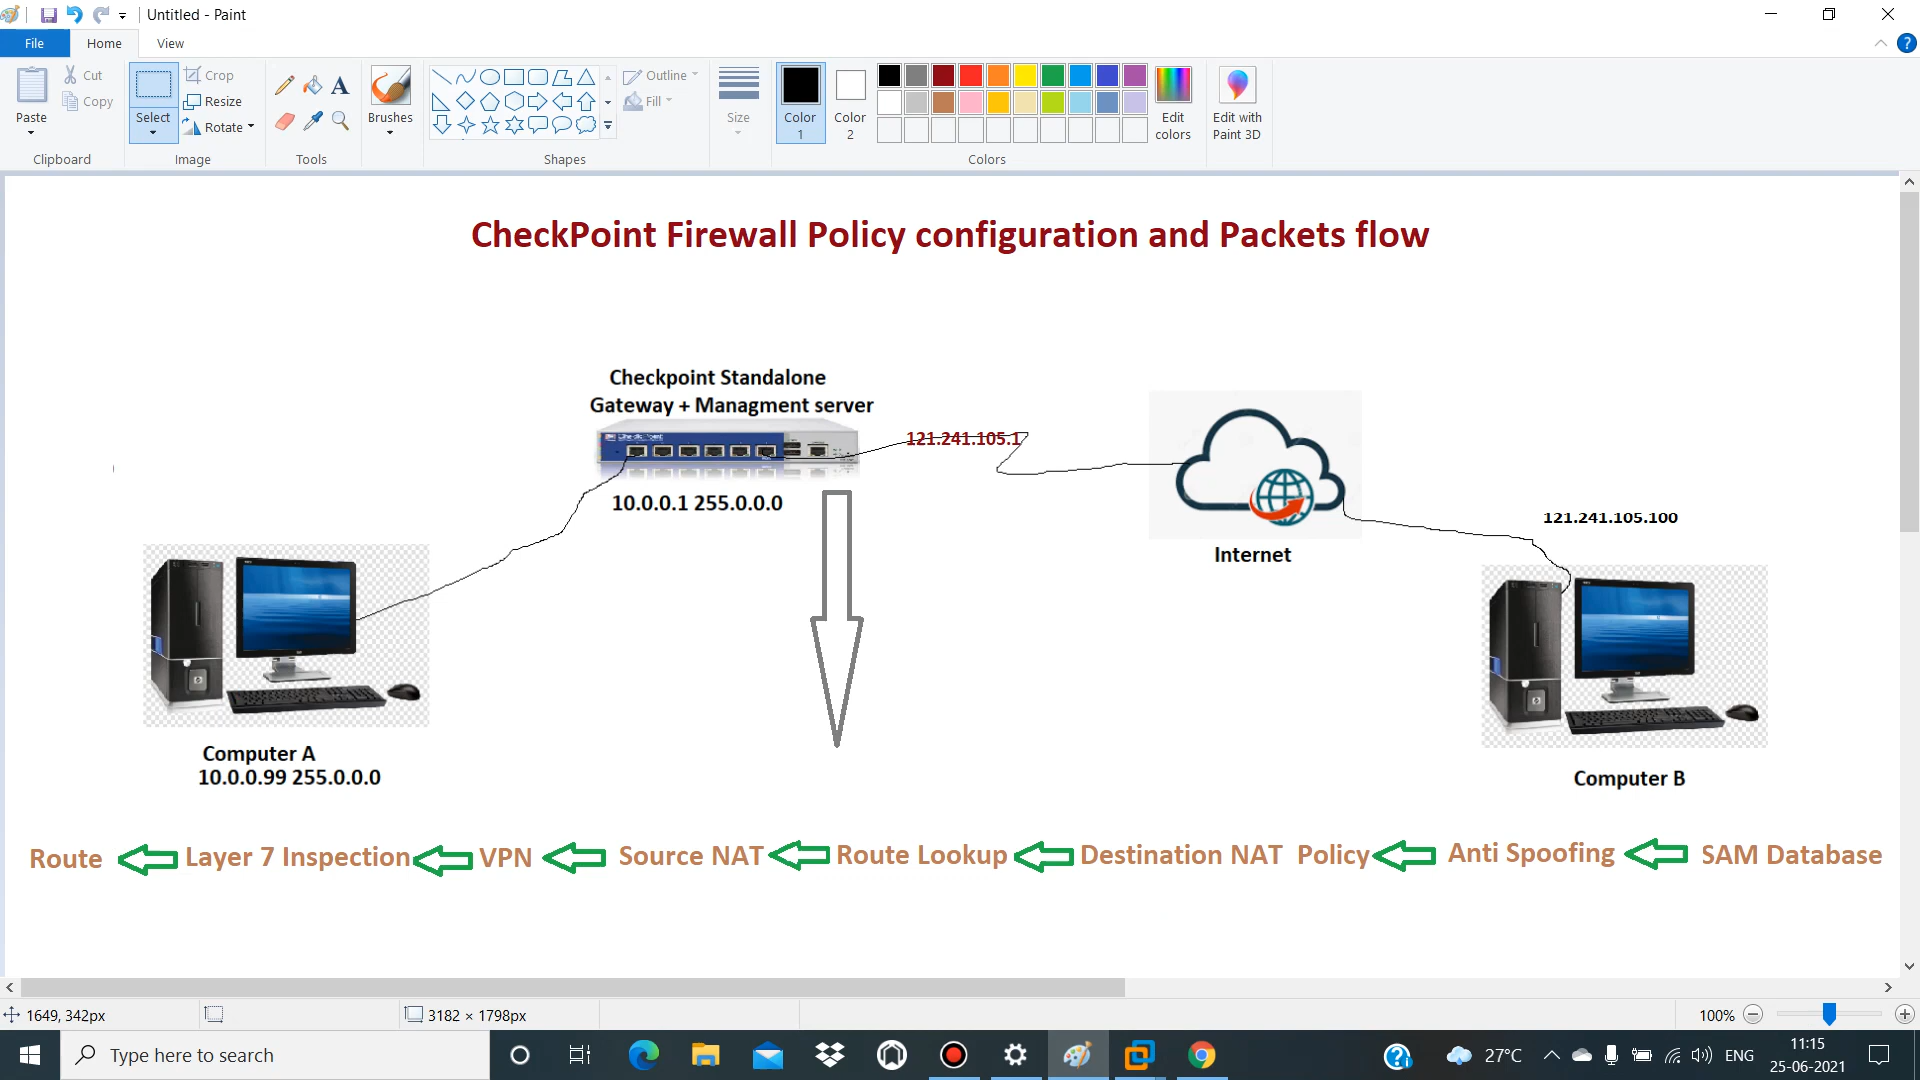 Untitled - Paint
File Home View
Paste
Cut
Copy
Clipboard
Select
Crop
Resize
Rotate
Image
Tools
Brushes
Shapes
Outline
Fill
Size
Color 1
Color 2
Colors
Edit colors
Edit with Paint 3D
CheckPoint Firewall Policy configuration and Packets flow
Checkpoint Standalone
Gateway + Managment server
121.241.105.1
10.0.0.1 255.0.0.0
Internet
121.241.105.100
Computer A
10.0.0.99 255.0.0.0
Computer B
Route Layer 7 Inspection VPN Source NAT Route Lookup Destination NAT Policy Anti Spoofing SAM Database
1649, 342px
3182 × 1798px
100%
Type here to search
27°C
ENG
11:15
25-06-2021